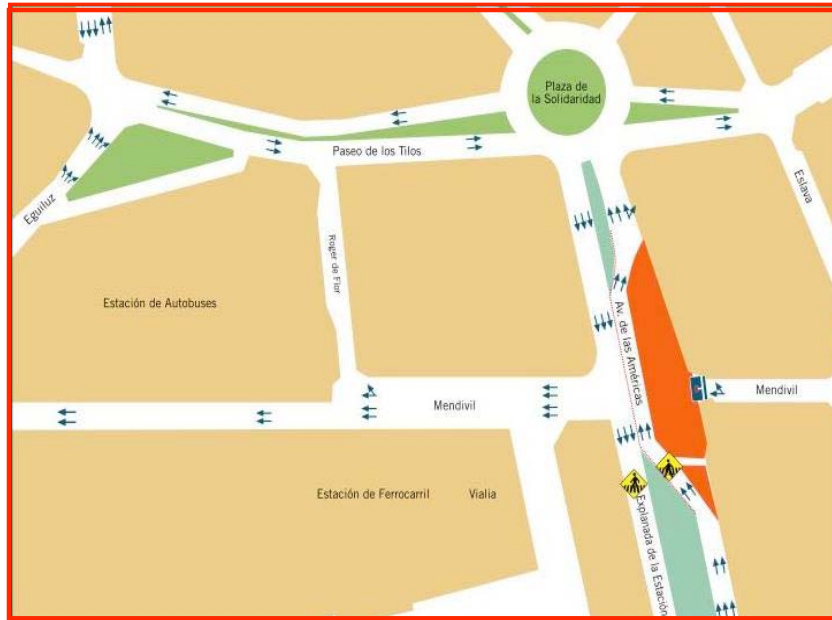 Plaza de
la Solidaridad
Paseo de los Tilos
Eguiluz
Eslava
Roger de Flor
Estación de Autobuses
Av. de las Américas
Mendivil
Mendivil
Estación de Ferrocarril
Vialia
Explanada de la Estación